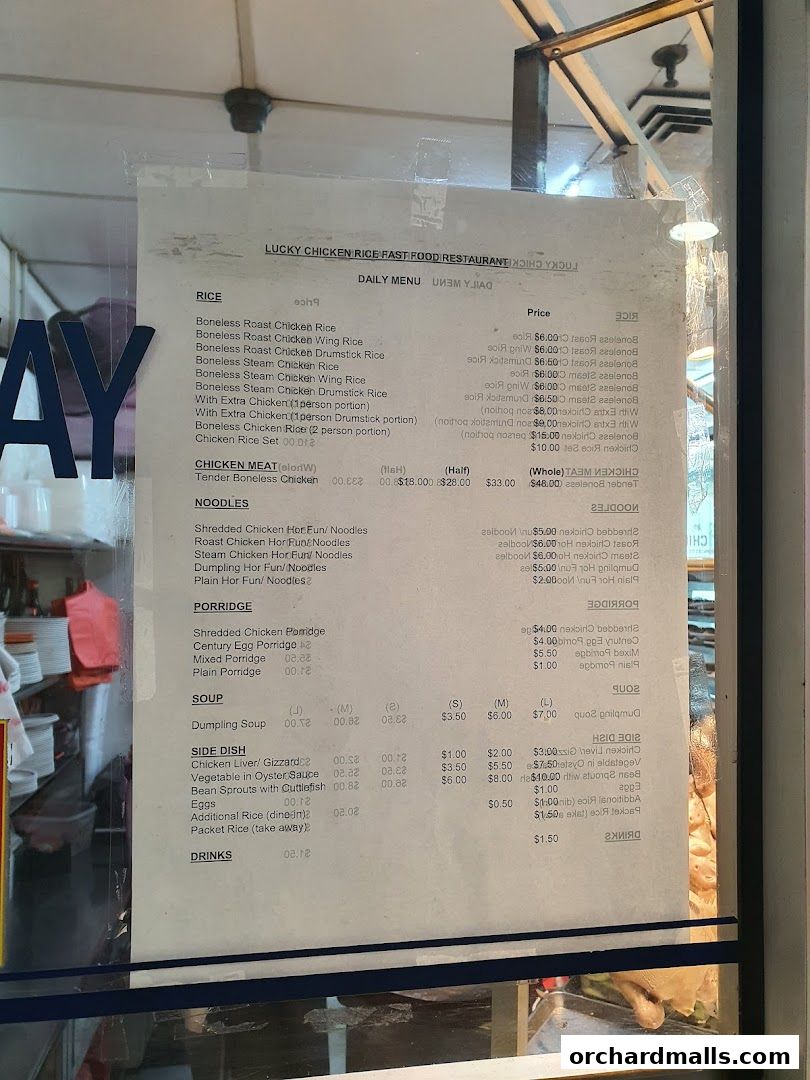 LUCKY CHICKEN RICE FAST FOOD RESTAURANT
DAILY MENU
RICE Price
Boneless Roast Chicken Rice $6.00
Boneless Roast Chicken Wing Rice $6.00
Boneless Roast Chicken Drumstick Rice $6.50
Boneless Steam Chicken Rice $6.00
Boneless Steam Chicken Wing Rice $6.00
Boneless Steam Chicken Drumstick Rice $6.50
With Extra Chicken (1person portion) $8.00
With Extra Chicken (1person Drumstick portion) $9.00
Boneless Chicken Rice (2 person portion)
Chicken Rice Set $10.00
CHICKEN MEAT (Half) (Whole)
Tender Boneless Chicken $18.00 $28.00 $33.00 $48.00
NOODLES
Shredded Chicken Hor Fun/ Noodles $5.00
Roast Chicken Hor Fun/ Noodles $6.00
Steam Chicken Hor Fun/ Noodles $6.00
Dumpling Hor Fun/ Noodles $5.00
Plain Hor Fun/ Noodles $2.00
PORRIDGE
Shredded Chicken Porridge $4.00
Century Egg Porridge $4.00
Mixed Porridge $5.50
Plain Porridge $1.00
SOUP (S) (M) (L)
Dumpling Soup $3.50 $6.00 $7.00
SIDE DISH
Chicken Liver/ Gizzard $1.00 $2.00 $3.00
Vegetable in Oyster Sauce $3.50 $5.50 $7.50
Bean Sprouts with Cuttlefish $6.00 $8.00 $10.00
Eggs $1.00
Additional Rice (dine in) $0.50 $1.00
Packet Rice (take away) $1.50
DRINKS $1.50
AY
orchardmalls.com